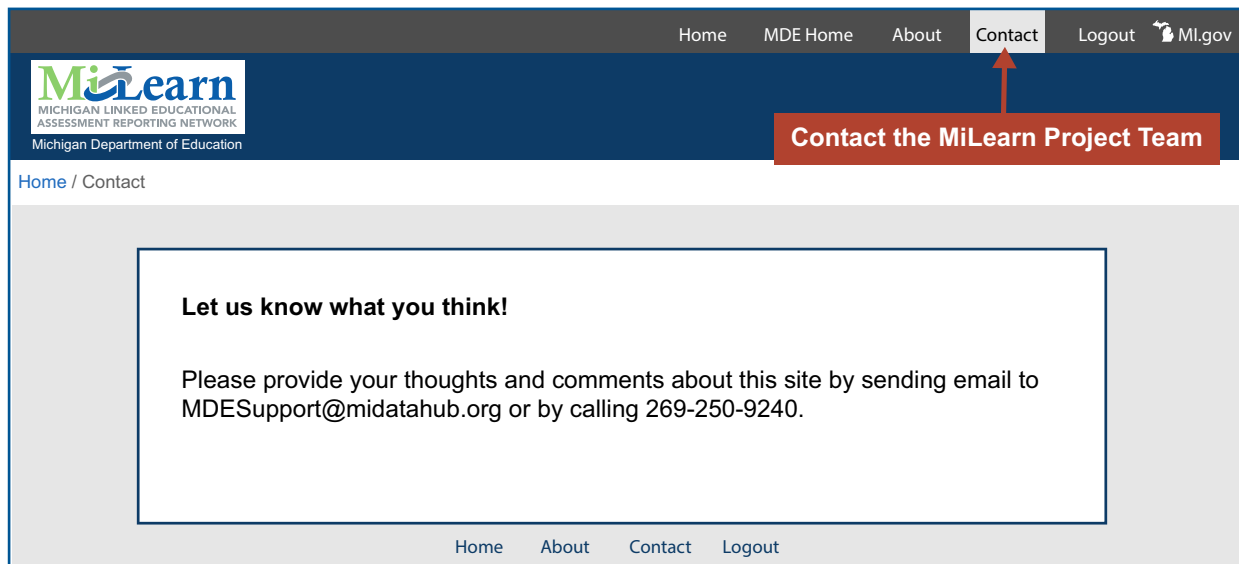 Home MDE Home About Contact Logout MI.gov
MiLearn
MICHIGAN LINKED EDUCATIONAL
ASSESSMENT REPORTING NETWORK
Michigan Department of Education
Contact the MiLearn Project Team
Home / Contact
Let us know what you think!
Please provide your thoughts and comments about this site by sending email to
MDESupport@midatahub.org or by calling 269-250-9240.
Home About Contact Logout